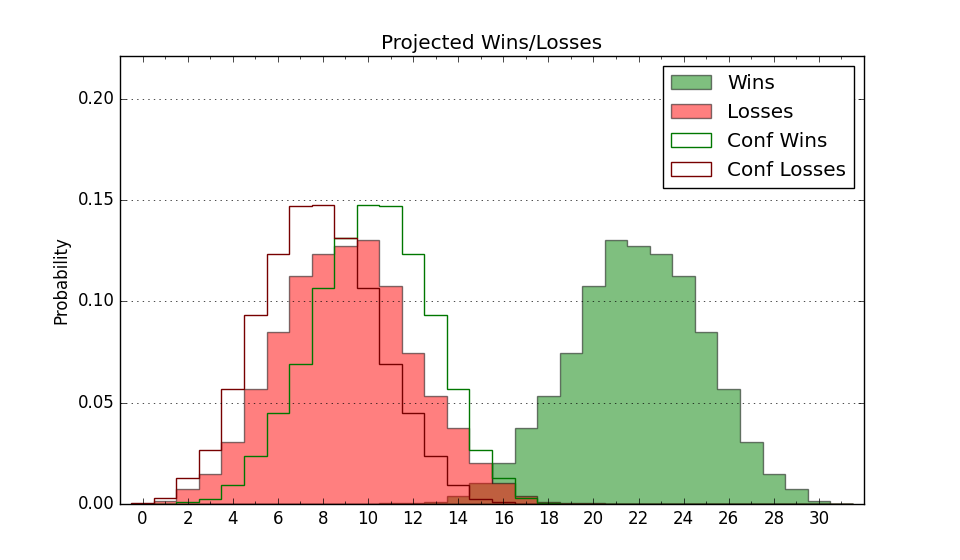 Projected Wins/Losses
Wins
Losses
Conf Wins
Conf Losses
Probability
0.20
0.15
0.10
0.05
0.00
0 2 4 6 8 10 12 14 16 18 20 22 24 26 28 30